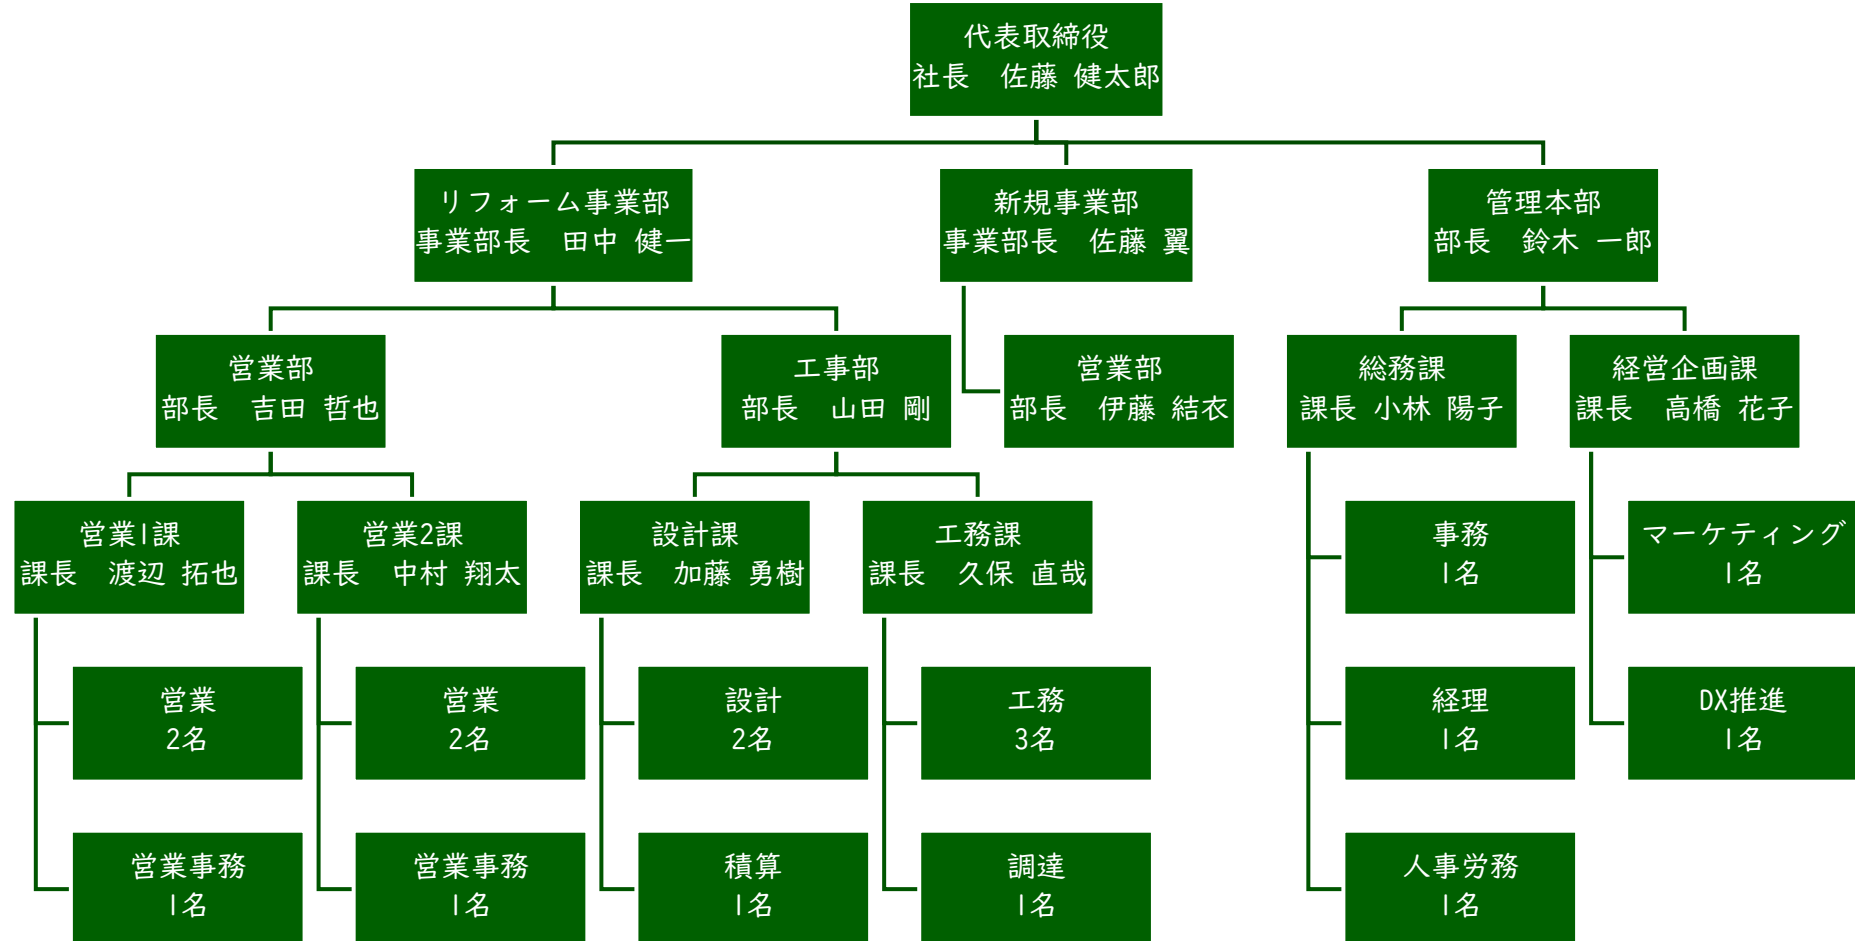 代表取締役
社長　佐藤 健太郎
リフォーム事業部
事業部長　田中 健一
新規事業部
事業部長　佐藤 翼
管理本部
部長　鈴木 一郎
営業部
部長　吉田 哲也
工事部
部長　山田 剛
営業部
部長　伊藤 結衣
総務課
課長 小林 陽子
経営企画課
課長　高橋 花子
営業1課
課長　渡辺 拓也
営業2課
課長　中村 翔太
設計課
課長　加藤 勇樹
工務課
課長　久保 直哉
事務
1名
マーケティング
1名
営業
2名
営業
2名
設計
2名
工務
3名
経理
1名
DX推進
1名
営業事務
1名
営業事務
1名
積算
1名
調達
1名
人事労務
1名